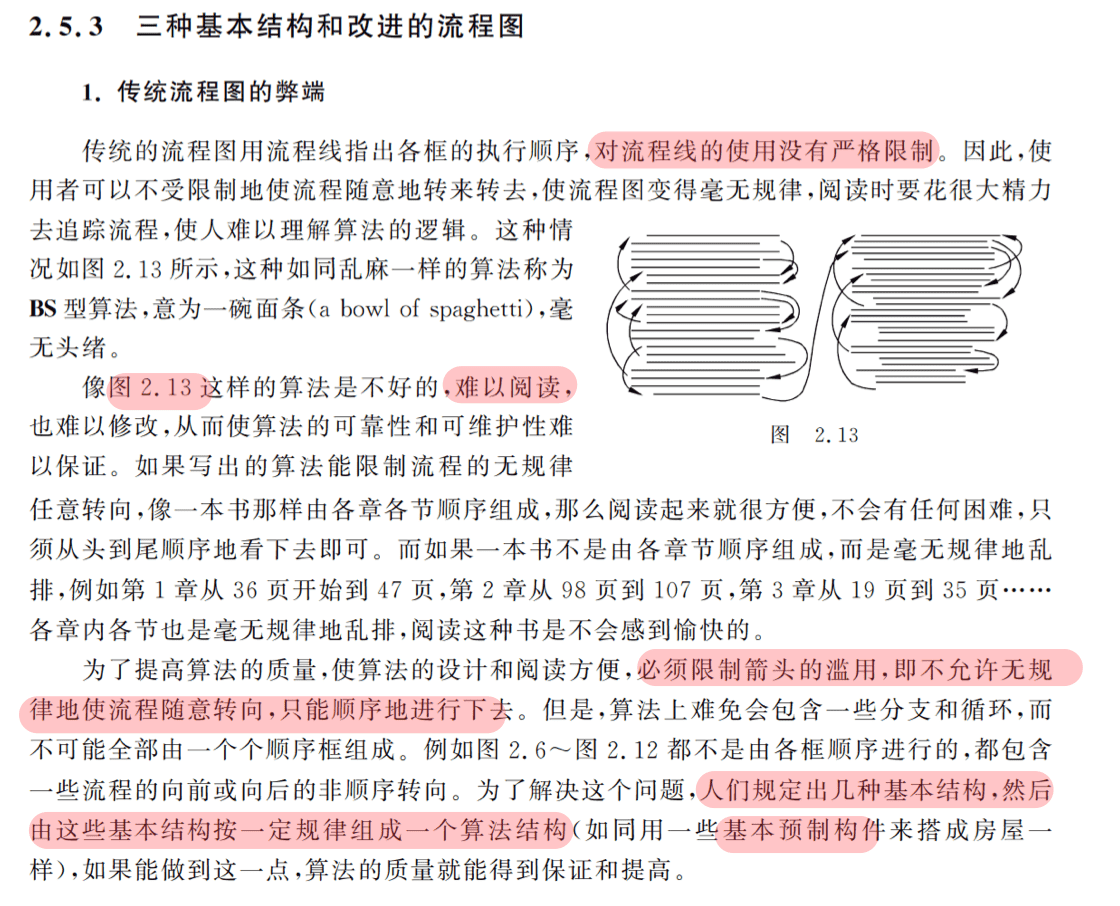 2.5.3 三种基本结构和改进的流程图
1. 传统流程图的弊端
传统的流程图用流程线指出各框的执行顺序,对流程线的使用没有严格限制。因此,使
用者可以不受限制地使流程随意地转来转去,使流程图变得毫无规律,阅读时要花很大精力
去追踪流程,使人难以理解算法的逻辑。这种情
况如图 2.13 所示,这种如同乱麻一样的算法称为
BS 型算法,意为一碗面条(a bowl of spaghetti),毫
无头绪。
像图 2.13 这样的算法是不好的,难以阅读,
也难以修改,从而使算法的可靠性和可维护性难
以保证。如果写出的算法能限制流程的无规律
图 2.13
任意转向,像一本书那样由各章各节顺序组成,那么阅读起来就很方便,不会有任何困难,只
须从头到尾顺序地看下去即可。而如果一本书不是由各章节顺序组成,而是毫无规律地乱
排,例如第 1 章从 36 页开始到 47 页,第 2 章从 98 页到 107 页,第 3 章从 19 页到 35 页……
各章内各节也是毫无规律地乱排,阅读这种书是不会感到愉快的。
为了提高算法的质量,使算法的设计和阅读方便,必须限制箭头的滥用,即不允许无规
律地使流程随意转向,只能顺序地进行下去。但是,算法上难免会包含一些分支和循环,而
不可能全部由一个个顺序框组成。例如图 2.6~图 2.12 都不是由各框顺序进行的,都包含
一些流程的向前或向后的非顺序转向。为了解决这个问题,人们规定出几种基本结构,然后
由这些基本结构按一定规律组成一个算法结构(如同用一些基本预制构件来搭成房屋一
样),如果能做到这一点,算法的质量就能得到保证和提高。